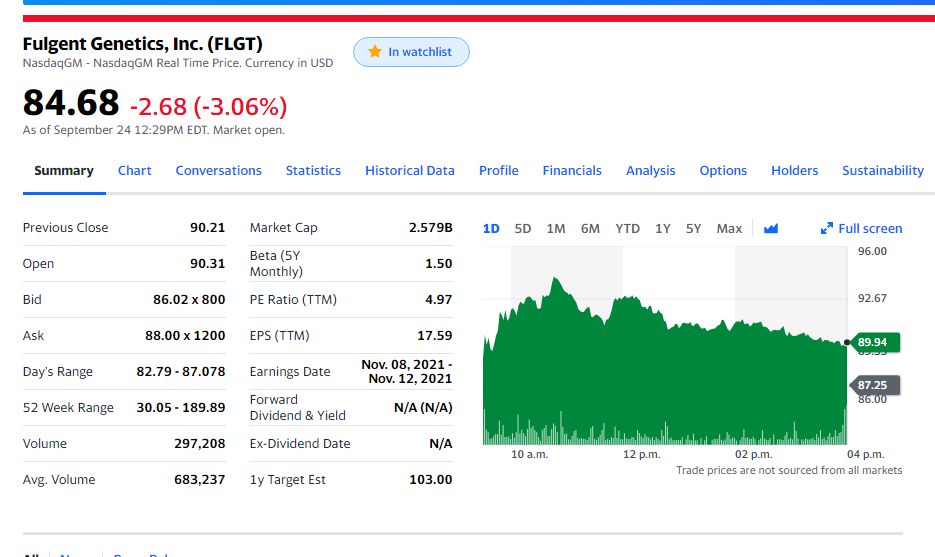 Fulgent Genetics, Inc. (FLGT)
In watchlist
NasdaqGM - NasdaqGM Real Time Price. Currency in USD
84.68 -2.68 (-3.06%)
As of September 24 12:29PM EDT. Market open.
Summary Chart Conversations Statistics Historical Data Profile Financials Analysis Options Holders Sustainability
Previous Close 90.21
Open 90.31
Bid 86.02 x 800
Ask 88.00 x 1200
Day's Range 82.79 - 87.078
52 Week Range 30.05 - 189.89
Volume 297,208
Avg. Volume 683,237
Market Cap 2.579B
Beta (5Y
Monthly) 1.50
PE Ratio (TTM) 4.97
EPS (TTM) 17.59
Earnings Date Nov. 08, 2021 -
Nov. 12, 2021
Forward
Dividend & Yield N/A (N/A)
Ex-Dividend Date N/A
1y Target Est 103.00
1D 5D 1M 6M YTD 1Y 5Y Max Full screen
96.00
92.67
89.94
87.25
86.00
10 a.m. 12 p.m. 02 p.m. 04 p.m.
Trade prices are not sourced from all markets